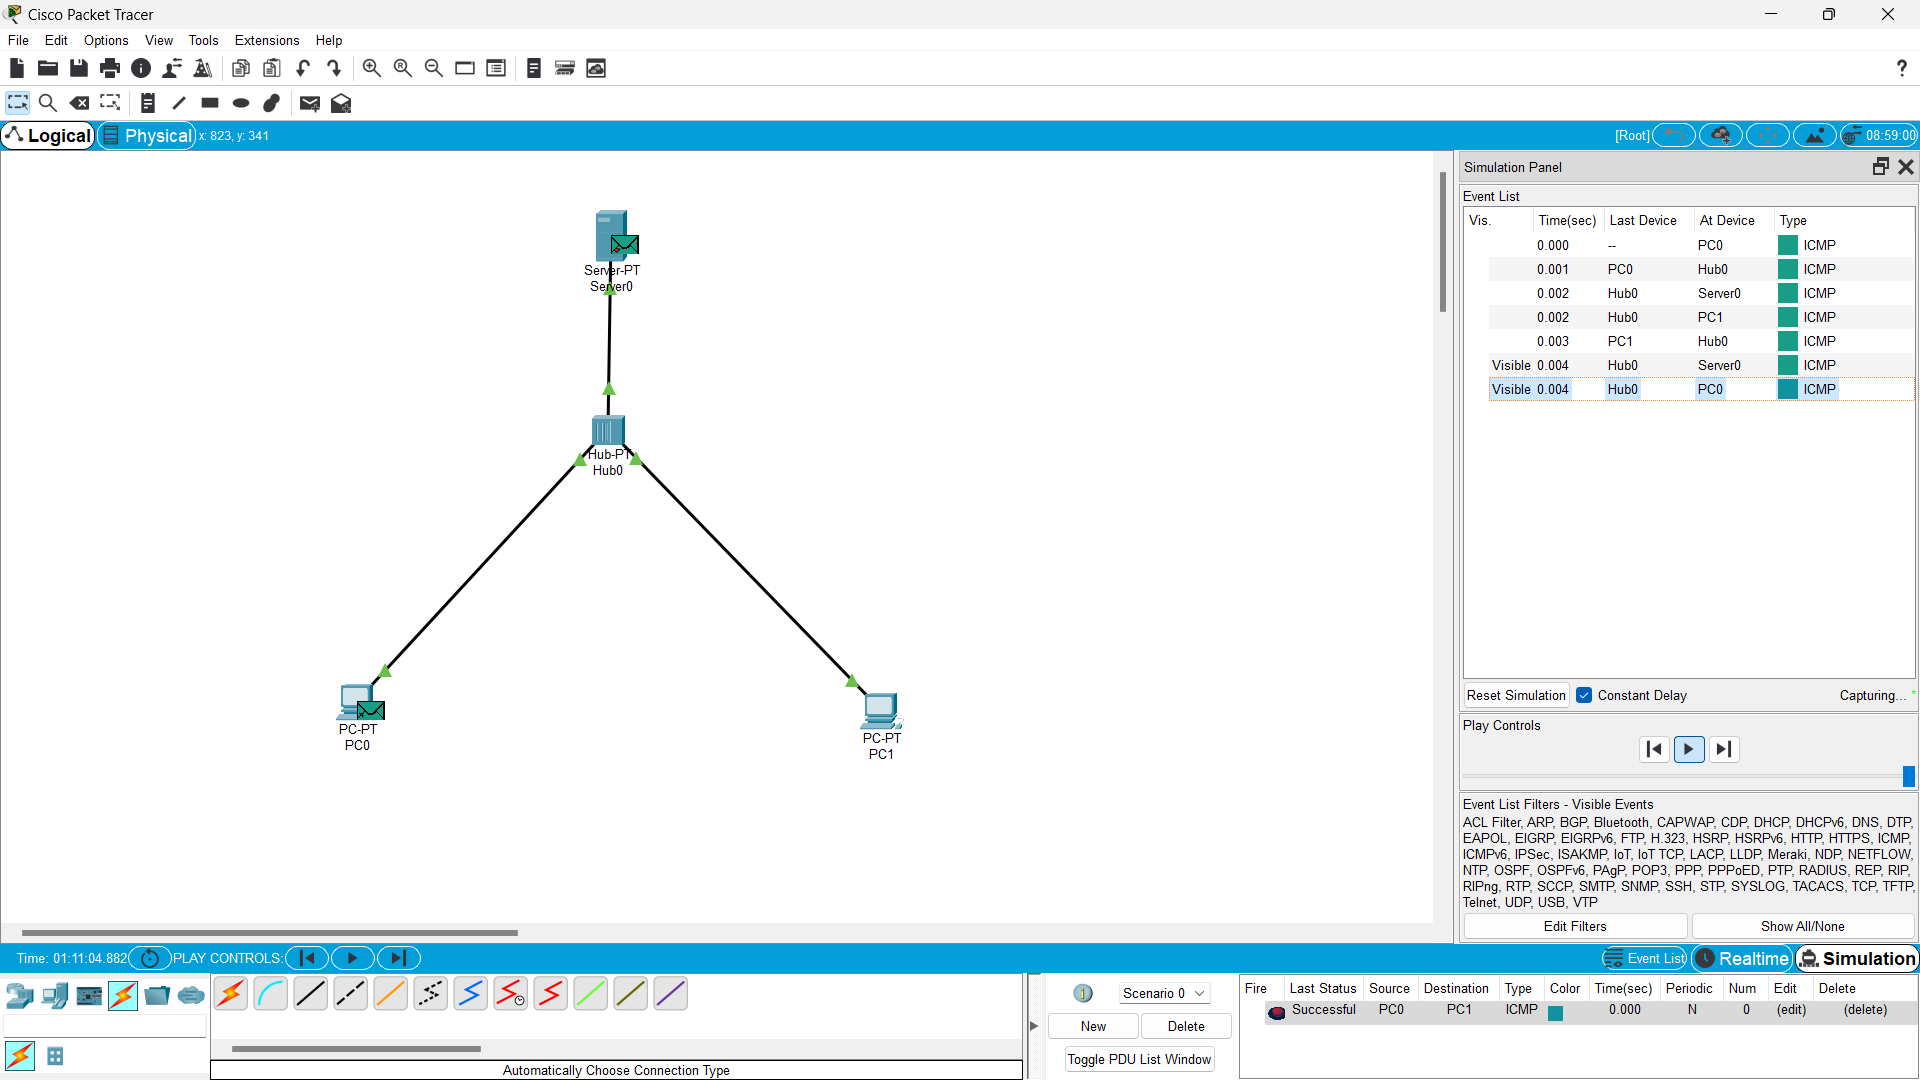 Cisco Packet Tracer
File Edit Options View Tools Extensions Help
Logical Physical x: 823, y: 341 [Root] 08:59:00
Server-PT
Server0
Hub-PT
Hub0
PC-PT
PC0
PC-PT
PC1
Simulation Panel
Event List
Vis. Time(sec) Last Device At Device Type
0.000 -- PC0 ICMP
0.001 PC0 Hub0 ICMP
0.002 Hub0 Server0 ICMP
0.002 Hub0 PC1 ICMP
0.003 PC1 Hub0 ICMP
Visible 0.004 Hub0 Server0 ICMP
Visible 0.004 Hub0 PC0 ICMP
Reset Simulation Constant Delay Capturing... *
Play Controls
Event List Filters - Visible Events
ACL Filter, ARP, BGP, Bluetooth, CAPWAP, CDP, DHCP, DHCPv6, DNS, DTP,
EAPOL, EIGRP, EIGRPv6, FTP, H.323, HSRP, HSRPv6, HTTP, HTTPS, ICMP,
ICMPv6, IPSec, ISAKMP, IoT, IoT TCP, LACP, LLDP, Meraki, NDP, NETFLOW,
NTP, OSPF, OSPFv6, PAgP, POP3, PPP, PPPoED, PTP, RADIUS, REP, RIP,
RIPng, RTP, SCCP, SMTP, SNMP, SSH, STP, SYSLOG, TACACS, TCP, TFTP,
Telnet, UDP, USB, VTP
Edit Filters Show All/None
Time: 01:11:04.882 PLAY CONTROLS: Event List Realtime Simulation
Scenario 0
New Delete
Toggle PDU List Window
Fire Last Status Source Destination Type Color Time(sec) Periodic Num Edit Delete
Successful PC0 PC1 ICMP 0.000 N 0 (edit) (delete)
Automatically Choose Connection Type